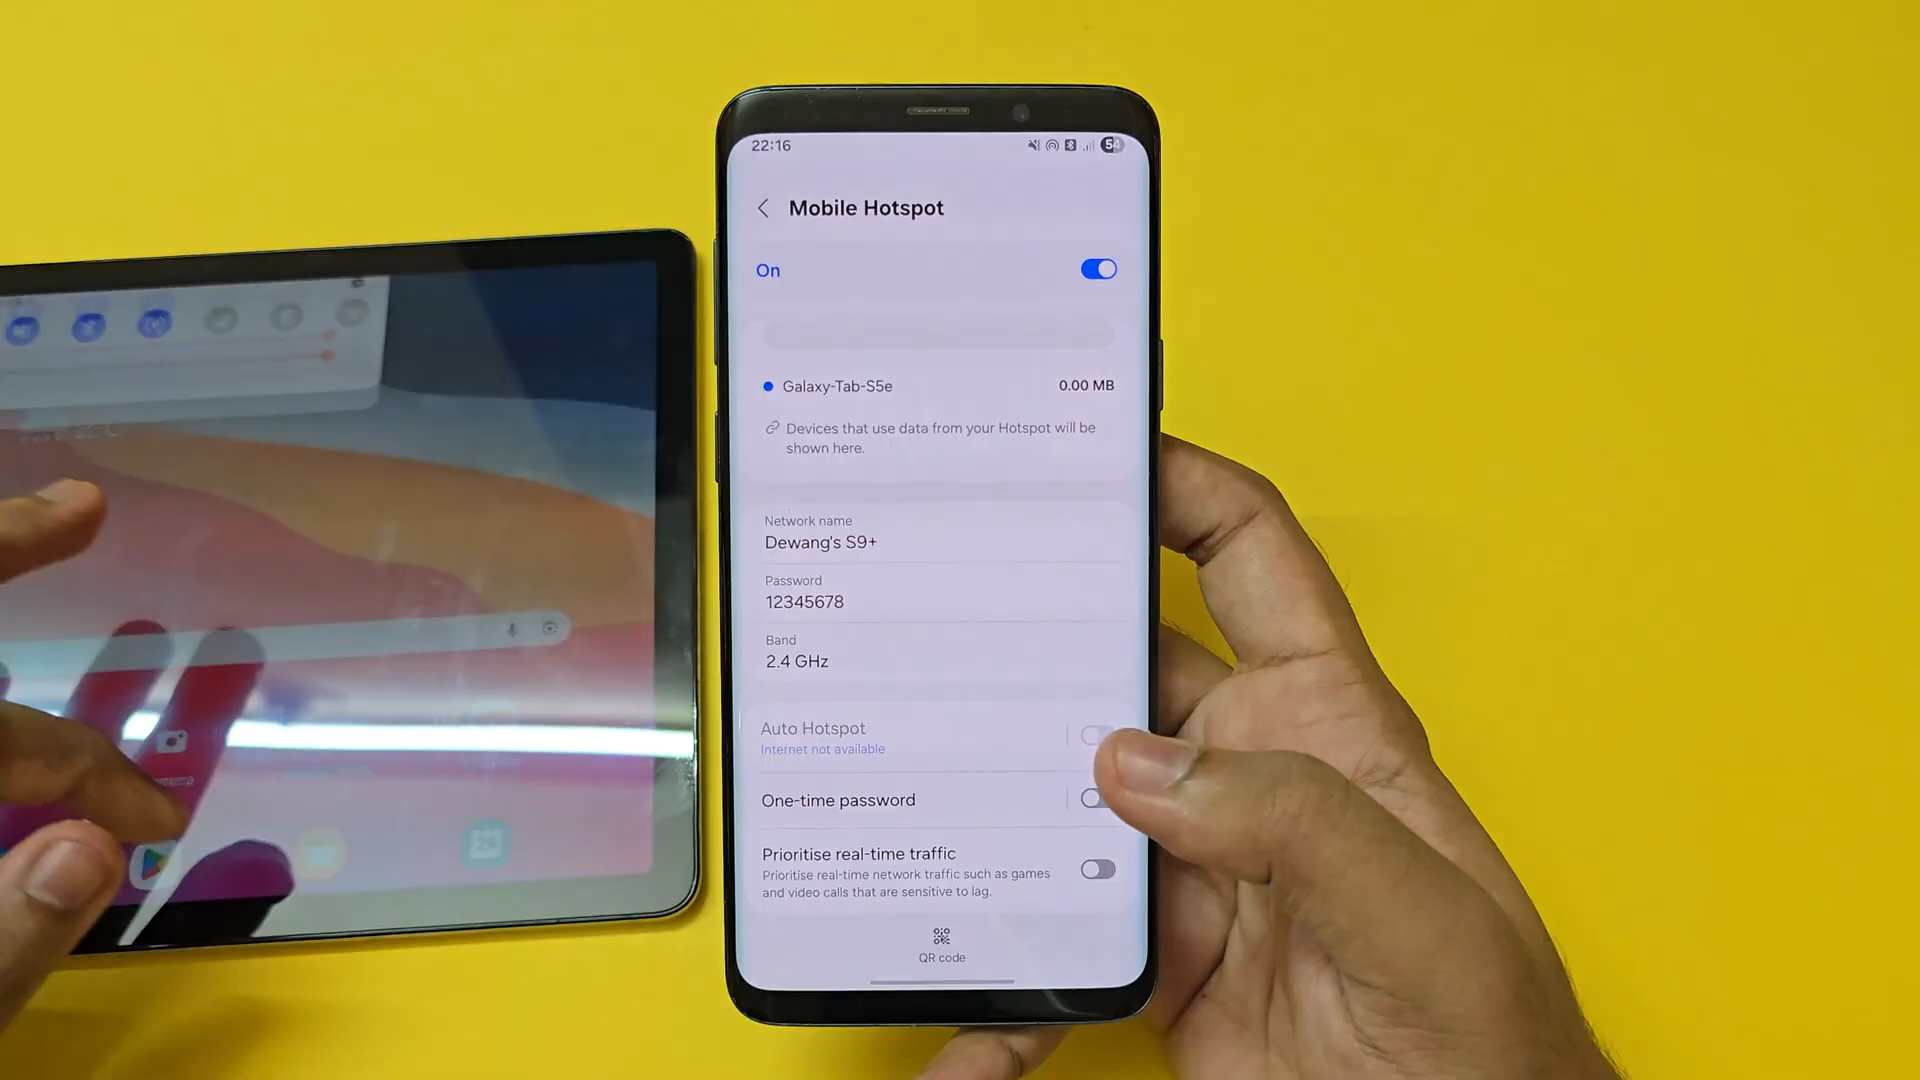 22:16
54
Mobile Hotspot
On
Galaxy-Tab-S5e
0.00 MB
Devices that use data from your Hotspot will be
shown here.
Network name
Dewang's S9+
Password
12345678
Band
2.4 GHz
Auto Hotspot
Internet not available
One-time password
Prioritise real-time traffic
Prioritise real-time network traffic such as games
and video calls that are sensitive to lag.
QR code